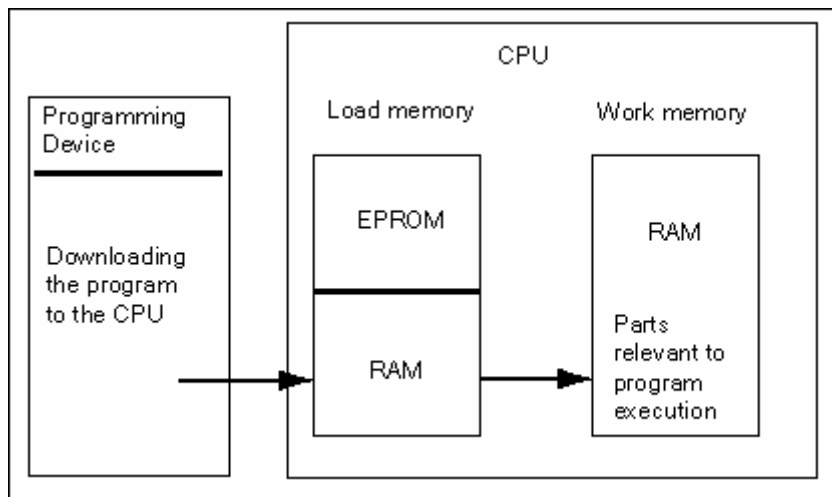 CPU
Programming
Device
Downloading
the program
to the CPU
Load memory
EPROM
RAM
Work memory
RAM
Parts
relevant to
program
execution